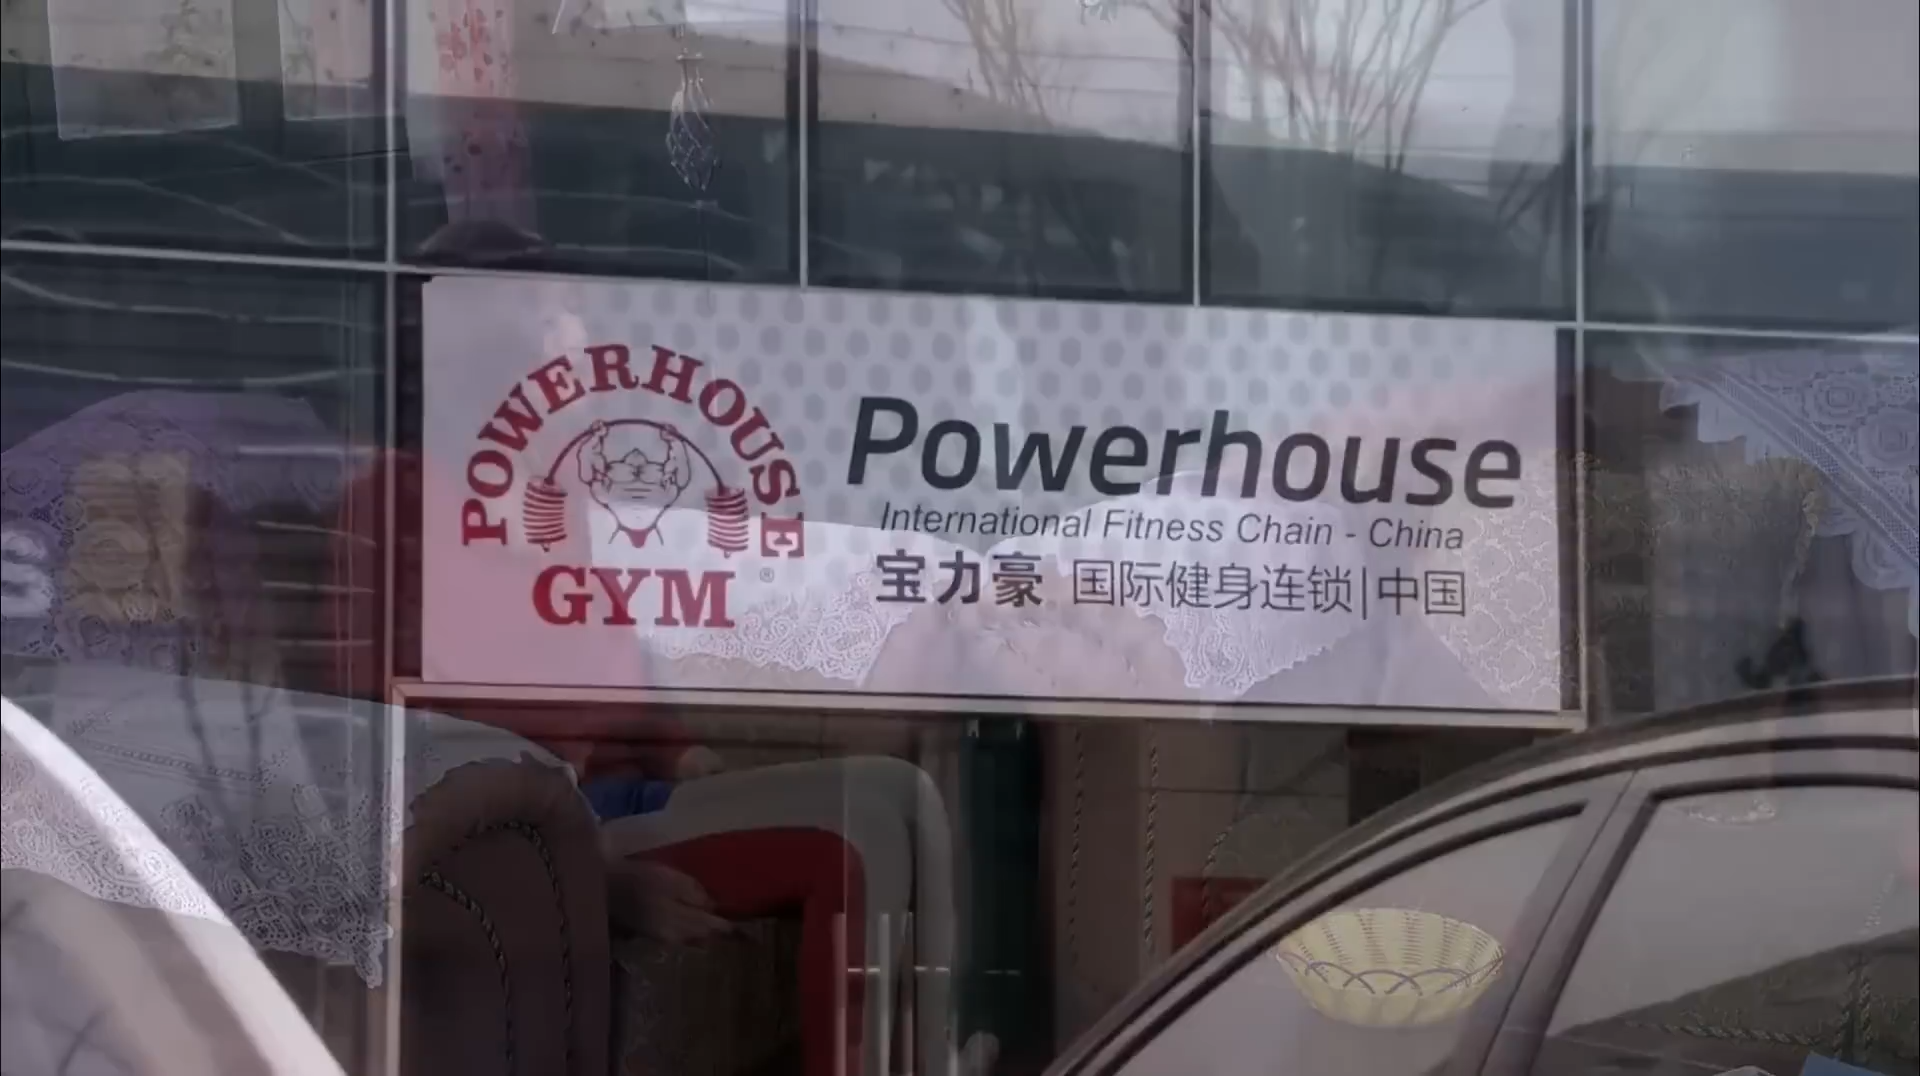 POWERHOUSE
GYM ®
Powerhouse
International Fitness Chain - China
宝力豪 国际健身连锁|中国